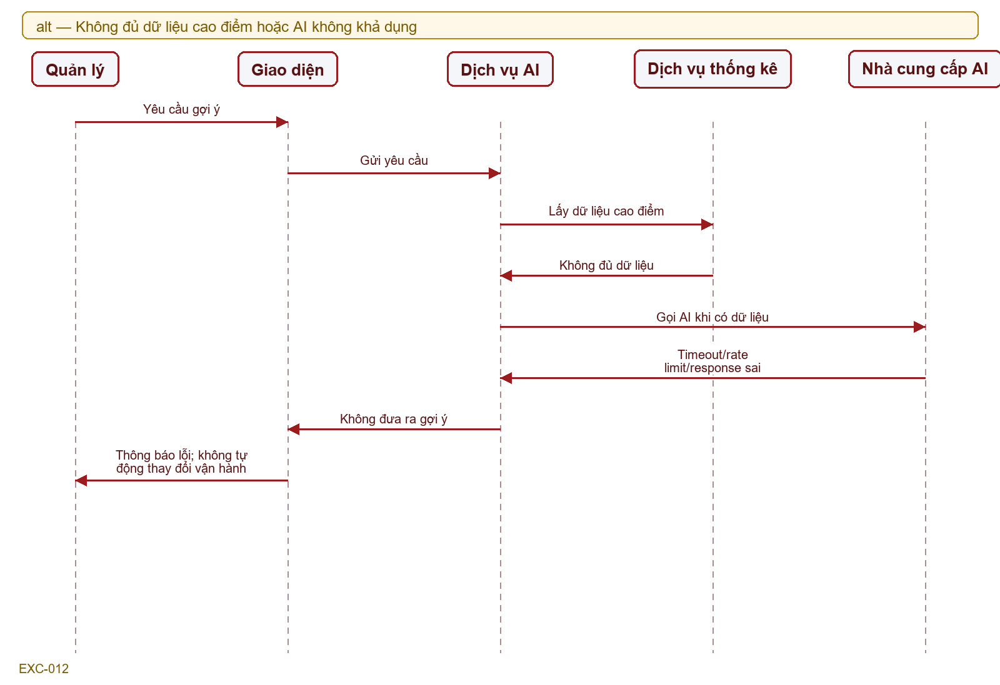 alt — Không đủ dữ liệu cao điểm hoặc AI không khả dụng
Quản lý
Giao diện
Dịch vụ AI
Dịch vụ thống kê
Nhà cung cấp AI
Yêu cầu gợi ý
Gửi yêu cầu
Lấy dữ liệu cao điểm
Không đủ dữ liệu
Gọi AI khi có dữ liệu
Timeout/rate
limit/response sai
Không đưa ra gợi ý
Thông báo lỗi; không tự
động thay đổi vận hành
EXC-012